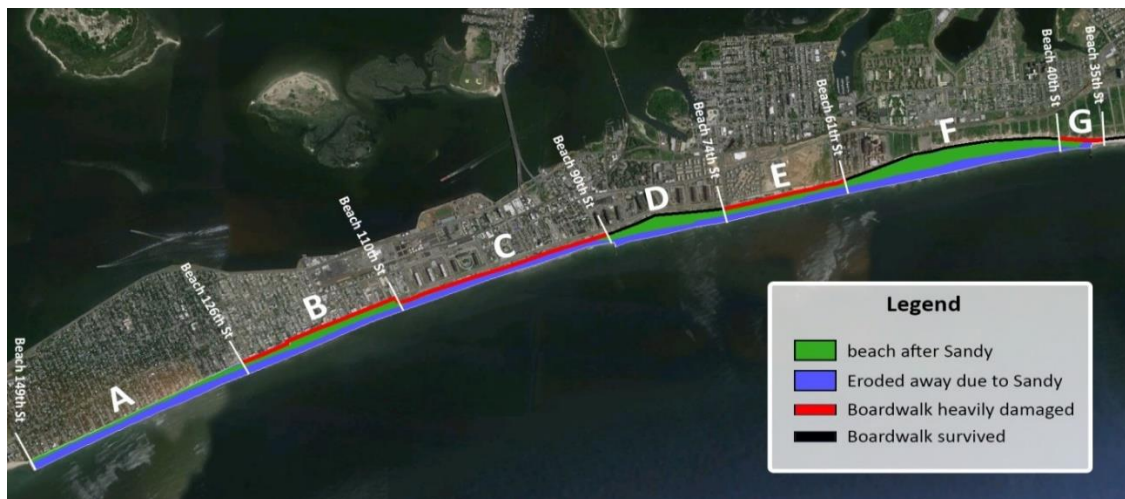 Beach 149th St
A
Beach 126th St
B
Beach 110th St
C
Beach 90th St
D
Beach 74th St
E
Beach 61th St
F
Beach 40th St
G
Beach 35th St
Legend
beach after Sandy
Eroded away due to Sandy
Boardwalk heavily damaged
Boardwalk survived